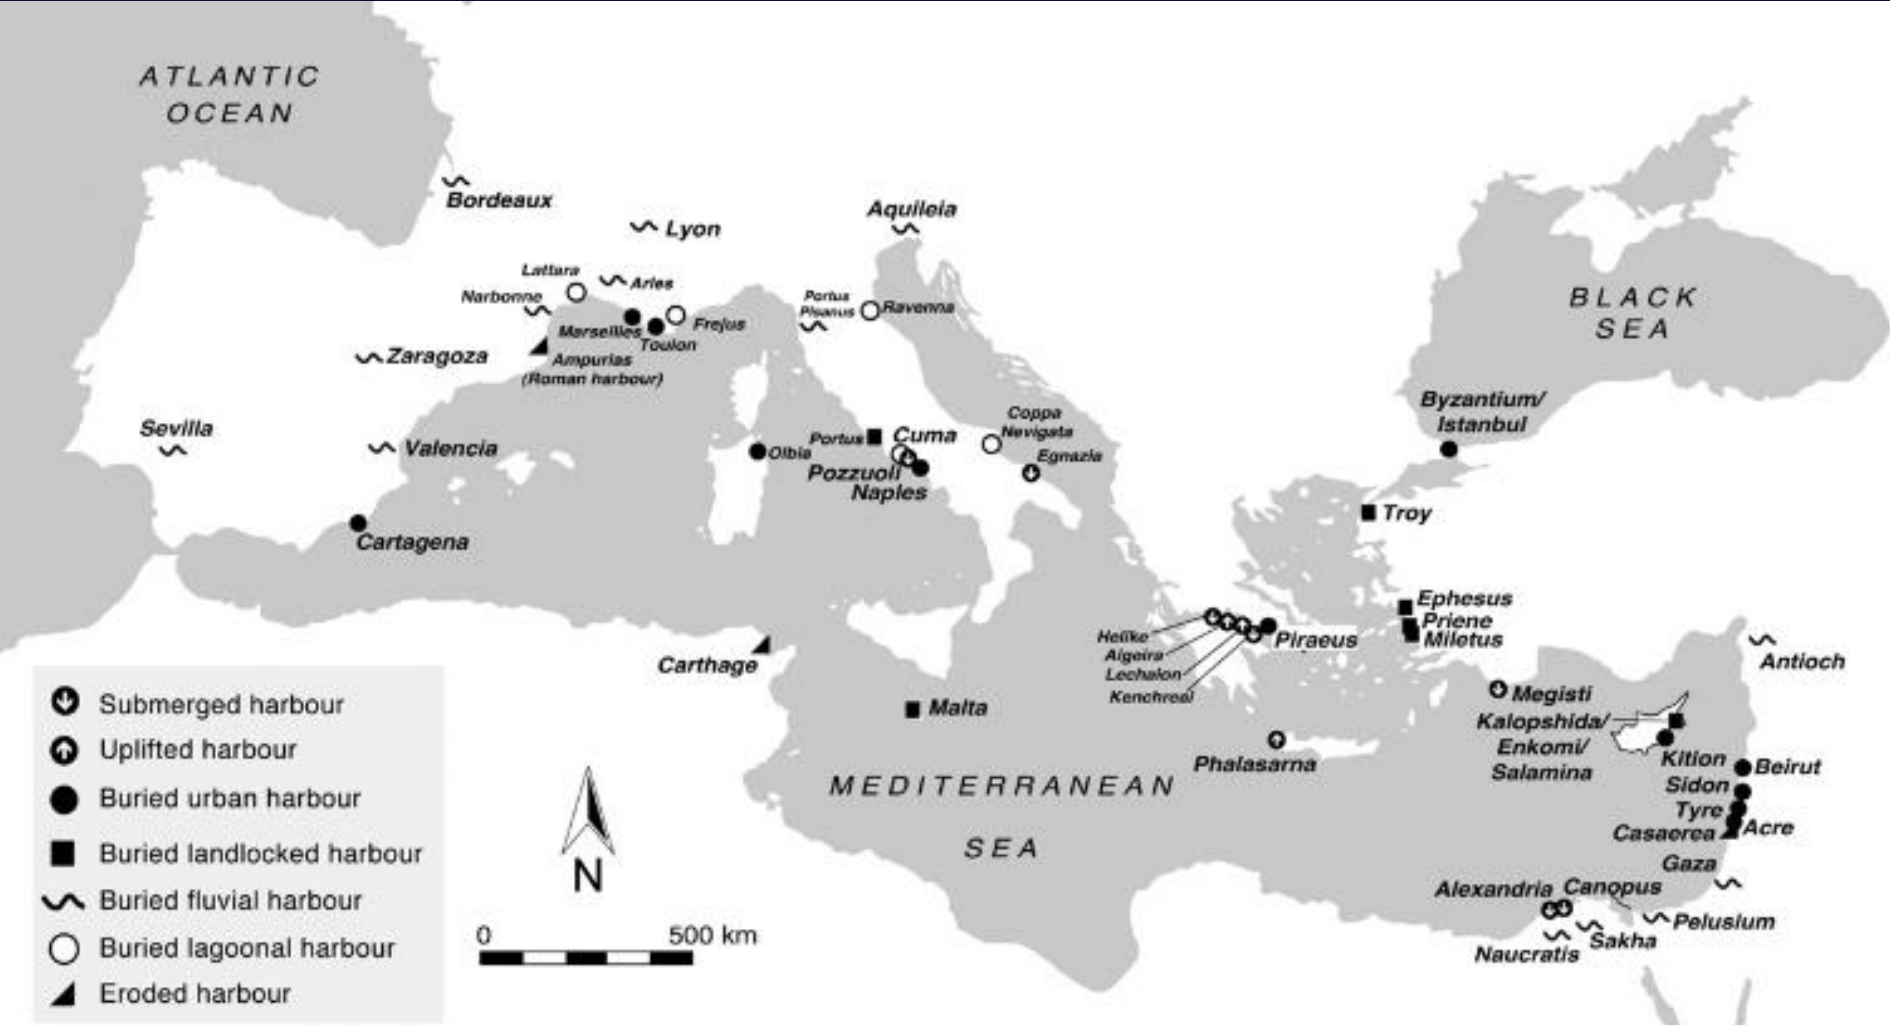 ATLANTIC
OCEAN
Bordeaux
Lyon
Aquileia
Lattara
Arles
Narbonne
Marseilles
Toulon
Frejus
Portus
Pisanus
Ravenna
Zaragoza
Ampurias
(Roman harbour)
BLACK
SEA
Byzantium/
Istanbul
Sevilla
Valencia
Olbia
Portus
Cuma
Pozzuoli
Naples
Coppa
Nevigata
Egnazia
Cartagena
Troy
Ephesus
Priene
Miletus
Helike
Aigeira
Lechaion
Kenchreai
Piraeus
Carthage
Antioch
Malta
Megisti
Kalopshida/
Enkomi/
Salamina
Phalasarna
Kition
Beirut
Sidon
Tyre
Acre
Casaerea
Gaza
MEDITERRANEAN
SEA
Alexandria
Canopus
Pelusium
Sakha
Naucratis
Submerged harbour
Uplifted harbour
Buried urban harbour
Buried landlocked harbour
Buried fluvial harbour
Buried lagoonal harbour
Eroded harbour
N
0 500 km